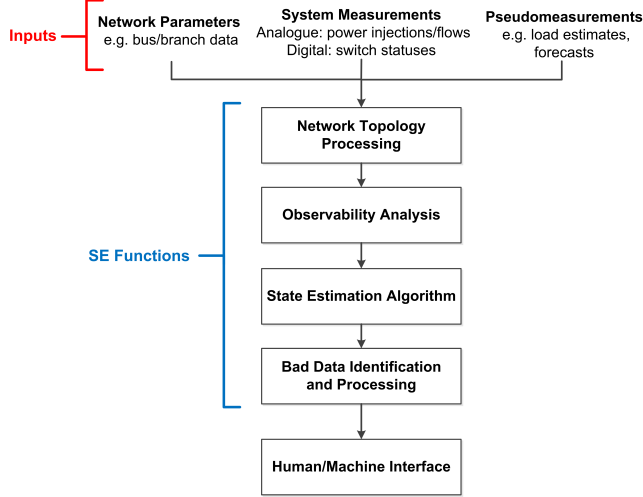 Inputs
Network Parameters
e.g. bus/branch data
System Measurements
Analogue: power injections/flows
Digital: switch statuses
Pseudomeasurements
e.g. load estimates,
forecasts
SE Functions
Network Topology
Processing
Observability Analysis
State Estimation Algorithm
Bad Data Identification
and Processing
Human/Machine Interface